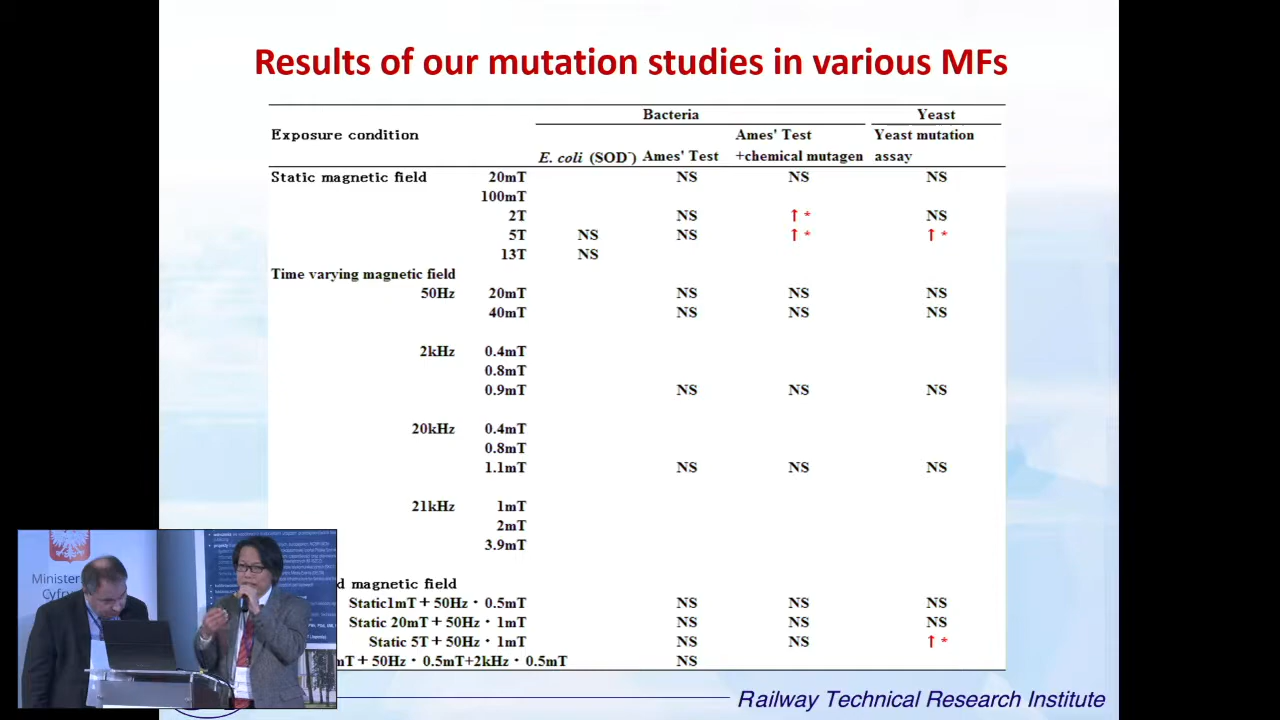 Results of our mutation studies in various MFs
Bacteria Yeast
Exposure condition Ames' Test Yeast mutation
E. coli (SOD⁻) Ames' Test +chemical mutagen assay
Static magnetic field 20mT NS NS NS
100mT
2T NS ↑* NS
5T NS NS ↑* ↑*
13T NS
Time varying magnetic field
50Hz 20mT NS NS NS
40mT NS NS NS
2kHz 0.4mT
0.8mT
0.9mT NS NS NS
20kHz 0.4mT
0.8mT
1.1mT NS NS NS
21kHz 1mT
2mT
3.9mT
magnetic field
Static1mT+50Hz・0.5mT NS NS NS
Static 20mT+50Hz・1mT NS NS NS
Static 5T+50Hz・1mT NS NS ↑*
mT+50Hz・0.5mT+2kHz・0.5mT NS
Railway Technical Research Institute